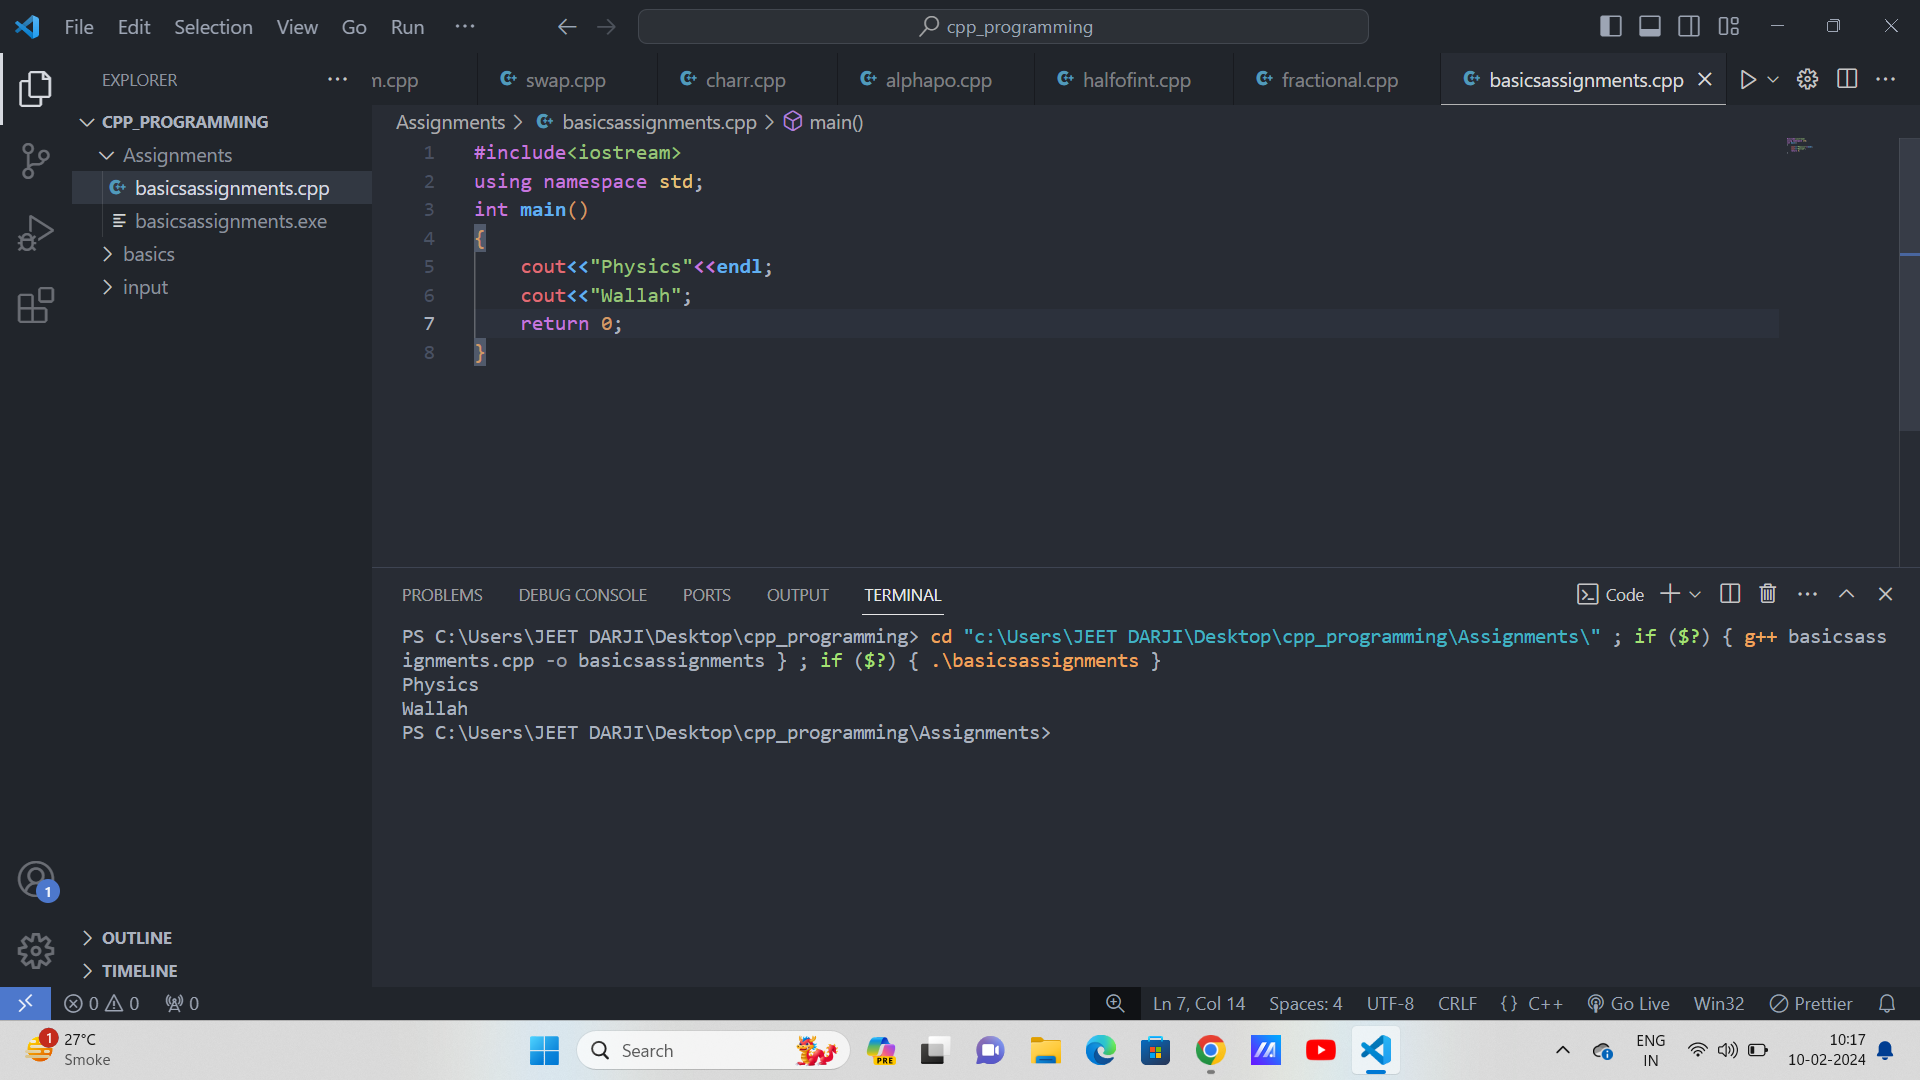 File Edit Selection View Go Run ··· cpp_programming
EXPLORER ··· m.cpp swap.cpp charr.cpp alphapo.cpp halfofint.cpp fractional.cpp basicsassignments.cpp
CPP_PROGRAMMING
Assignments
basicsassignments.cpp
basicsassignments.exe
basics
input
Assignments > basicsassignments.cpp > main()
1 #include<iostream>
2 using namespace std;
3 int main()
4 {
5 cout<<"Physics"<<endl;
6 cout<<"Wallah";
7 return 0;
8 }
PROBLEMS DEBUG CONSOLE PORTS OUTPUT TERMINAL Code
PS C:\Users\JEET DARJI\Desktop\cpp_programming> cd "c:\Users\JEET DARJI\Desktop\cpp_programming\Assignments\" ; if ($?) { g++ basicsass
ignments.cpp -o basicsassignments } ; if ($?) { .\basicsassignments }
Physics
Wallah
PS C:\Users\JEET DARJI\Desktop\cpp_programming\Assignments>
1
OUTLINE
TIMELINE
0 0 0 Ln 7, Col 14 Spaces: 4 UTF-8 CRLF {} C++ Go Live Win32 Prettier
1 27°C
Smoke
Search
PRE
ENG
IN
10:17
10-02-2024